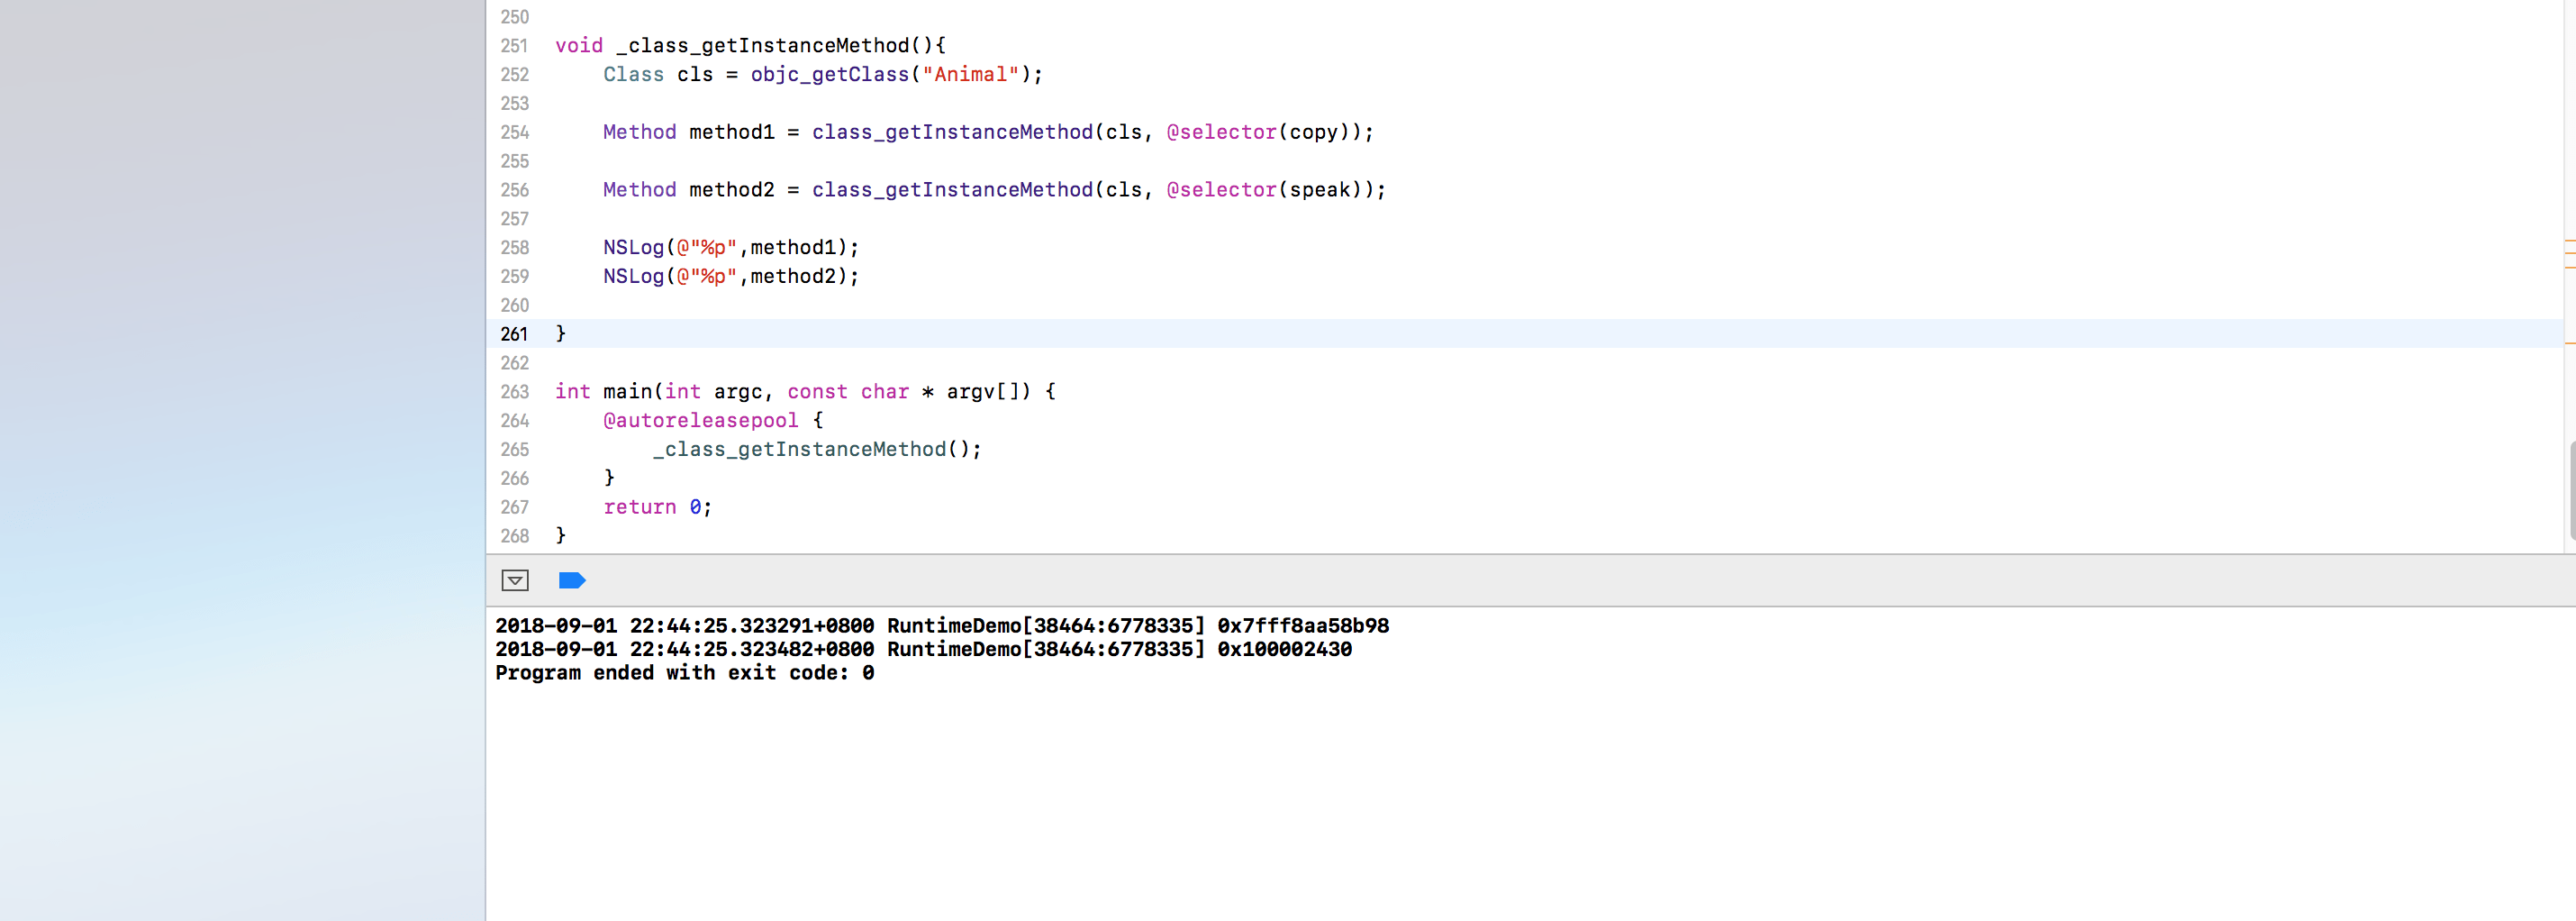 250
251 void _class_getInstanceMethod(){
252 Class cls = objc_getClass("Animal");
253
254 Method method1 = class_getInstanceMethod(cls, @selector(copy));
255
256 Method method2 = class_getInstanceMethod(cls, @selector(speak));
257
258 NSLog(@"%p",method1);
259 NSLog(@"%p",method2);
260
261 }
262
263 int main(int argc, const char * argv[]) {
264 @autoreleasepool {
265 _class_getInstanceMethod();
266 }
267 return 0;
268 }
2018-09-01 22:44:25.323291+0800 RuntimeDemo[38464:6778335] 0x7fff8aa58b98
2018-09-01 22:44:25.323482+0800 RuntimeDemo[38464:6778335] 0x100002430
Program ended with exit code: 0